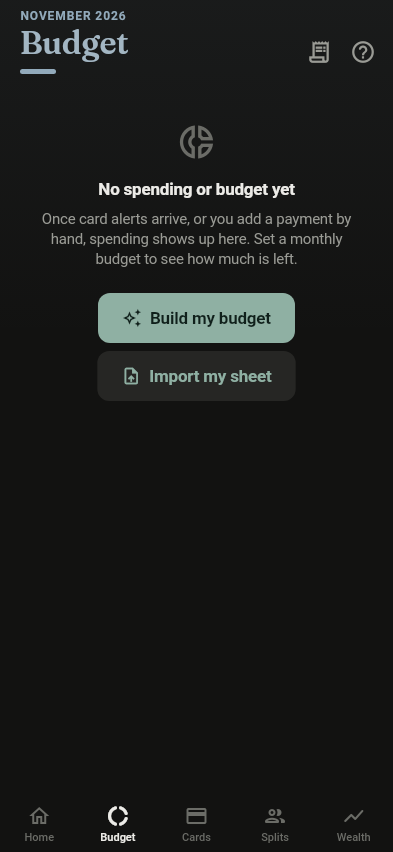 NOVEMBER 2026
Budget
No spending or budget yet
Once card alerts arrive, or you add a payment by
hand, spending shows up here. Set a monthly
budget to see how much is left.
Build my budget
Import my sheet
Home
Budget
Cards
Splits
Wealth